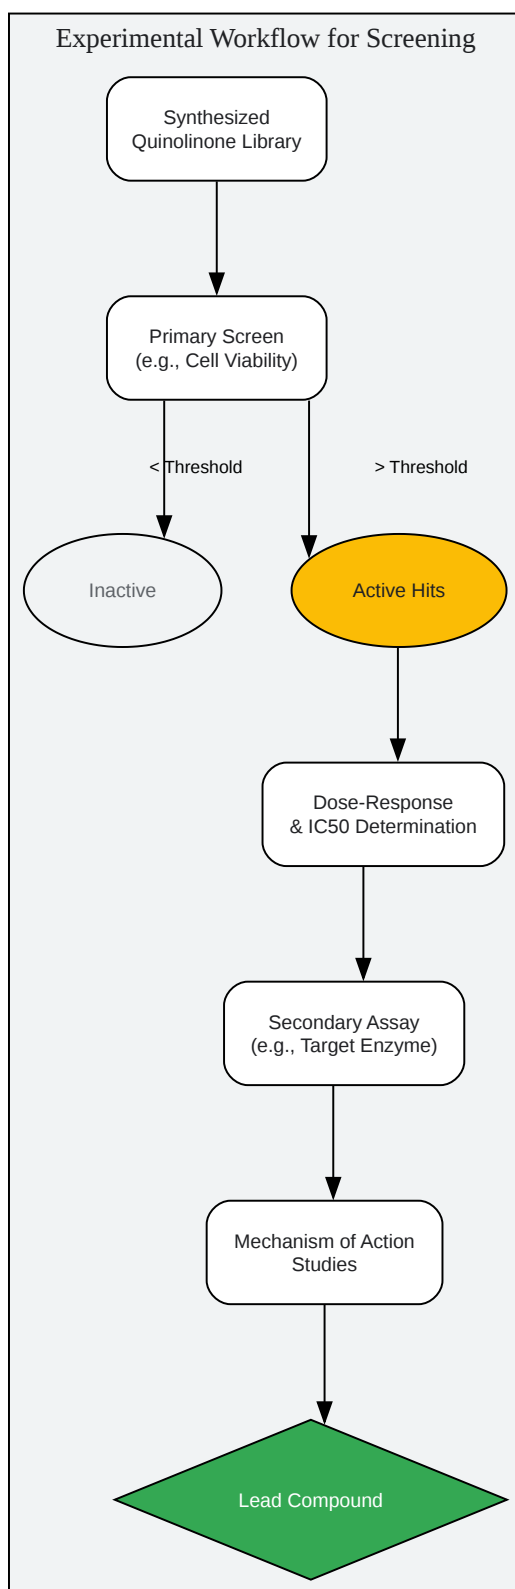 Experimental Workflow for Screening
Synthesized
Quinolinone Library
Primary Screen
(e.g., Cell Viability)
< Threshold
> Threshold
Inactive
Active Hits
Dose-Response
& IC50 Determination
Secondary Assay
(e.g., Target Enzyme)
Mechanism of Action
Studies
Lead Compound